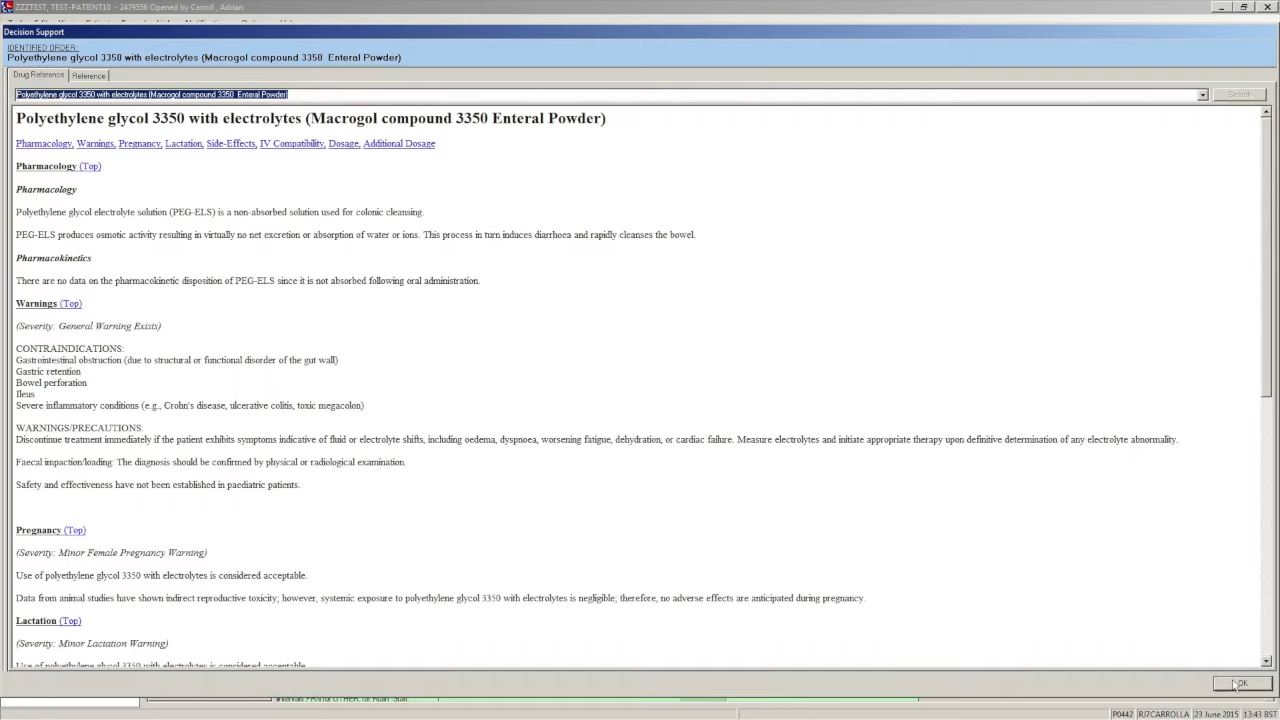 ZZZTEST, TEST-PATIENT10 - 2479556 Opened by Carroll , Adrian
Decision Support
IDENTIFIED ORDER:
Polyethylene glycol 3350 with electrolytes (Macrogol compound 3350 Enteral Powder)
Drug Reference Reference
Polyethylene glycol 3350 with electrolytes (Macrogol compound 3350 Enteral Powder) Search
Polyethylene glycol 3350 with electrolytes (Macrogol compound 3350 Enteral Powder)
Pharmacology, Warnings, Pregnancy, Lactation, Side-Effects, IV Compatibility, Dosage, Additional Dosage
Pharmacology (Top)
Pharmacology
Polyethylene glycol electrolyte solution (PEG-ELS) is a non-absorbed solution used for colonic cleansing.
PEG-ELS produces osmotic activity resulting in virtually no net excretion or absorption of water or ions. This process in turn induces diarrhoea and rapidly cleanses the bowel.
Pharmacokinetics
There are no data on the pharmacokinetic disposition of PEG-ELS since it is not absorbed following oral administration.
Warnings (Top)
(Severity: General Warning Exists)
CONTRAINDICATIONS:
Gastrointestinal obstruction (due to structural or functional disorder of the gut wall)
Gastric retention
Bowel perforation
Ileus
Severe inflammatory conditions (e.g., Crohn's disease, ulcerative colitis, toxic megacolon)
WARNINGS/PRECAUTIONS:
Discontinue treatment immediately if the patient exhibits symptoms indicative of fluid or electrolyte shifts, including oedema, dyspnoea, worsening fatigue, dehydration, or cardiac failure. Measure electrolytes and initiate appropriate therapy upon definitive determination of any electrolyte abnormality.
Faecal impaction/loading: The diagnosis should be confirmed by physical or radiological examination.
Safety and effectiveness have not been established in paediatric patients.
Pregnancy (Top)
(Severity: Minor Female Pregnancy Warning)
Use of polyethylene glycol 3350 with electrolytes is considered acceptable.
Data from animal studies have shown indirect reproductive toxicity; however, systemic exposure to polyethylene glycol 3350 with electrolytes is negligible; therefore, no adverse effects are anticipated during pregnancy.
Lactation (Top)
(Severity: Minor Lactation Warning)
Use of polyethylene glycol 3350 with electrolytes is considered acceptable.
OK
P0442 RJ7CARROLLA 23 June 2015 13:43 BST